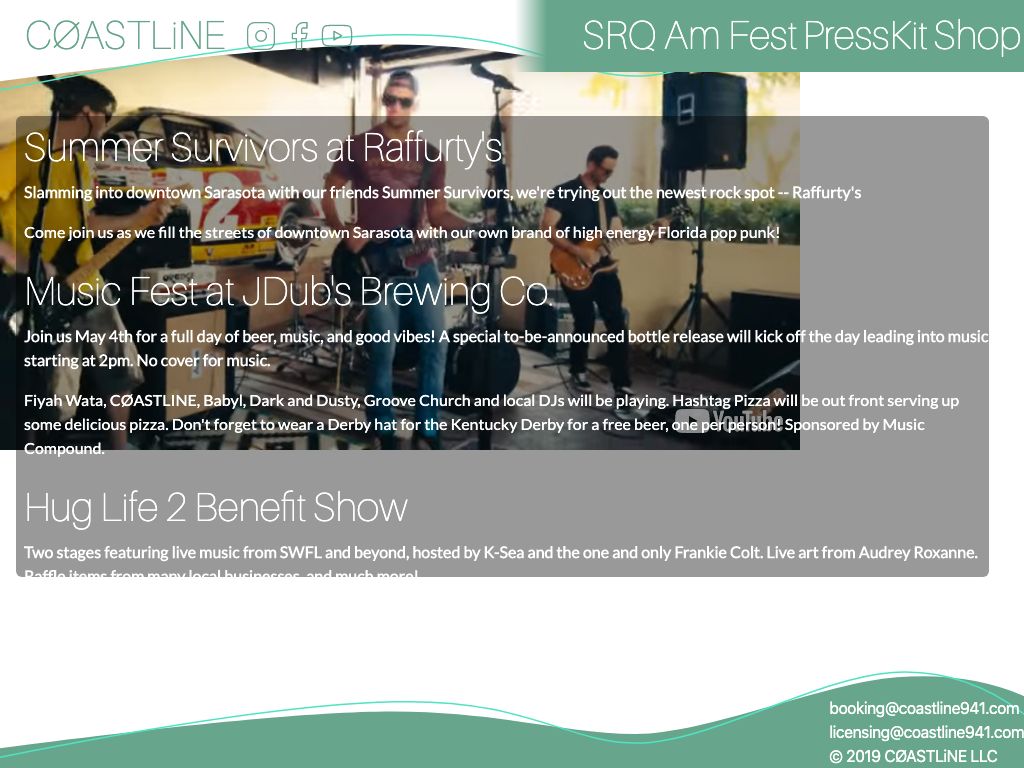 CØASTLiNE
SRQ Am Fest PressKit Shop
Summer Survivors at Raffurty's
Slamming into downtown Sarasota with our friends Summer Survivors, we're trying out the newest rock spot -- Raffurty's
Come join us as we fill the streets of downtown Sarasota with our own brand of high energy Florida pop punk!
Music Fest at JDub's Brewing Co.
Join us May 4th for a full day of beer, music, and good vibes! A special to-be-announced bottle release will kick off the day leading into music
starting at 2pm. No cover for music.
Fiyah Wata, CØASTLINE, Babyl, Dark and Dusty, Groove Church and local DJs will be playing. Hashtag Pizza will be out front serving up
some delicious pizza. Don't forget to wear a Derby hat for the Kentucky Derby for a free beer, one per person! Sponsored by Music
YouTube
Compound.
Hug Life 2 Benefit Show
Two stages featuring live music from SWFL and beyond, hosted by K-Sea and the one and only Frankie Colt. Live art from Audrey Roxanne.
Raffle items from many local businesses, and much more!
booking@coastline941.com
licensing@coastline941.com
© 2019 CØASTLiNE LLC